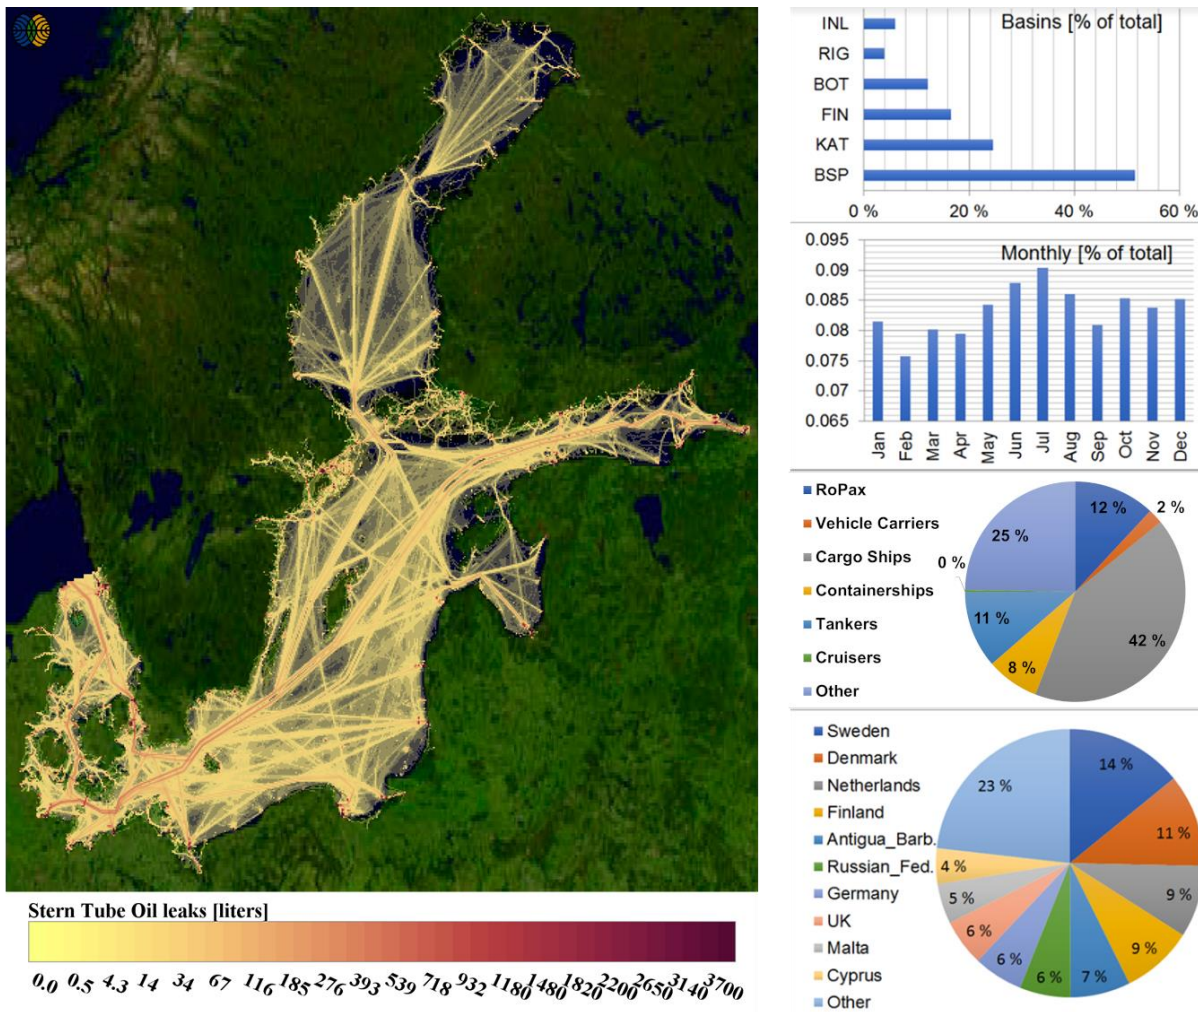 INL
RIG
BOT
FIN
KAT
BSP
Basins [% of total]
0 %
20 %
40 %
60 %
Monthly [% of total]
0.095
0.09
0.085
0.08
0.075
0.07
0.065
Jan
Feb
Mar
Apr
May
Jun
Jul
Aug
Sep
Oct
Nov
Dec
RoPax
Vehicle Carriers
Cargo Ships
Containerships
Tankers
Cruisers
Other
12 %
2 %
42 %
8 %
11 %
0 %
25 %
Sweden
Denmark
Netherlands
Finland
Antigua_Barb.
Russian_Fed.
Germany
UK
Malta
Cyprus
Other
14 %
11 %
9 %
9 %
7 %
6 %
6 %
6 %
5 %
4 %
23 %
Stern Tube Oil leaks [liters]
0.0 0.5 4.3 14 34 67 116 185 276 393 539 718 932 1180 1480 1820 2200 2650 3140 3700